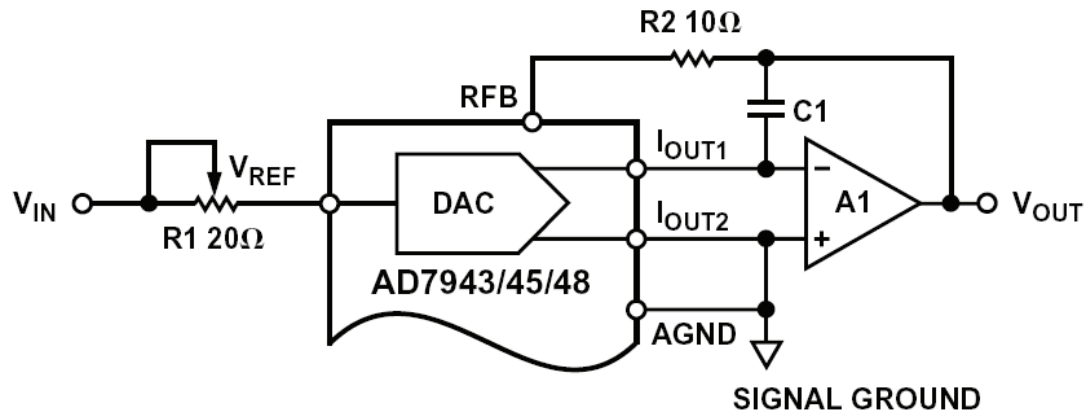 R2 10Ω
RFB
C1
IOUT1
VREF
VIN
DAC
A1
VOUT
R1 20Ω
IOUT2
AD7943/45/48
AGND
SIGNAL GROUND
−
+